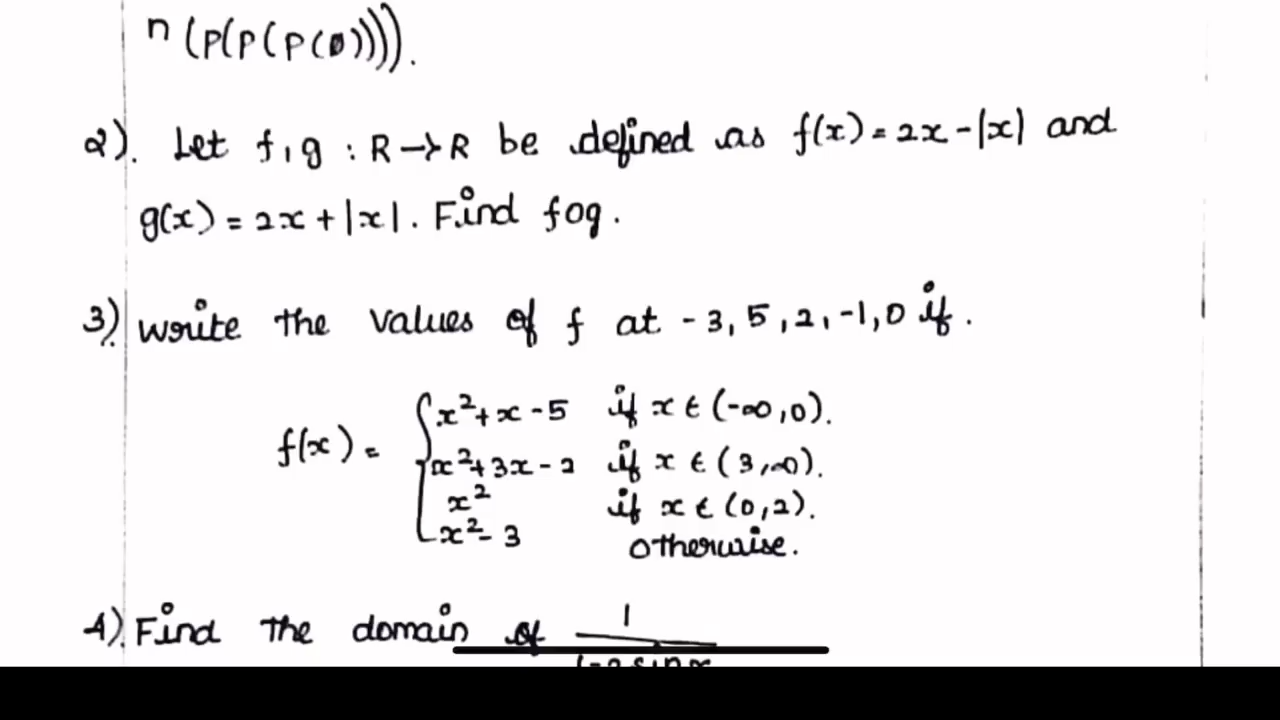 n(P(P(P(∅)))).
2). Let f, g : R → R be defined as f(x) = 2x - |x| and
g(x) = 2x + |x|. Find fog.
3). Write the values of f at -3, 5, 2, -1, 0 if.
f(x) = { x² + x - 5 if x ∈ (-∞, 0).
x² + 3x - 2 if x ∈ (3, ∞).
x² if x ∈ (0, 2).
x² - 3 otherwise.
4). Find the domain of 1